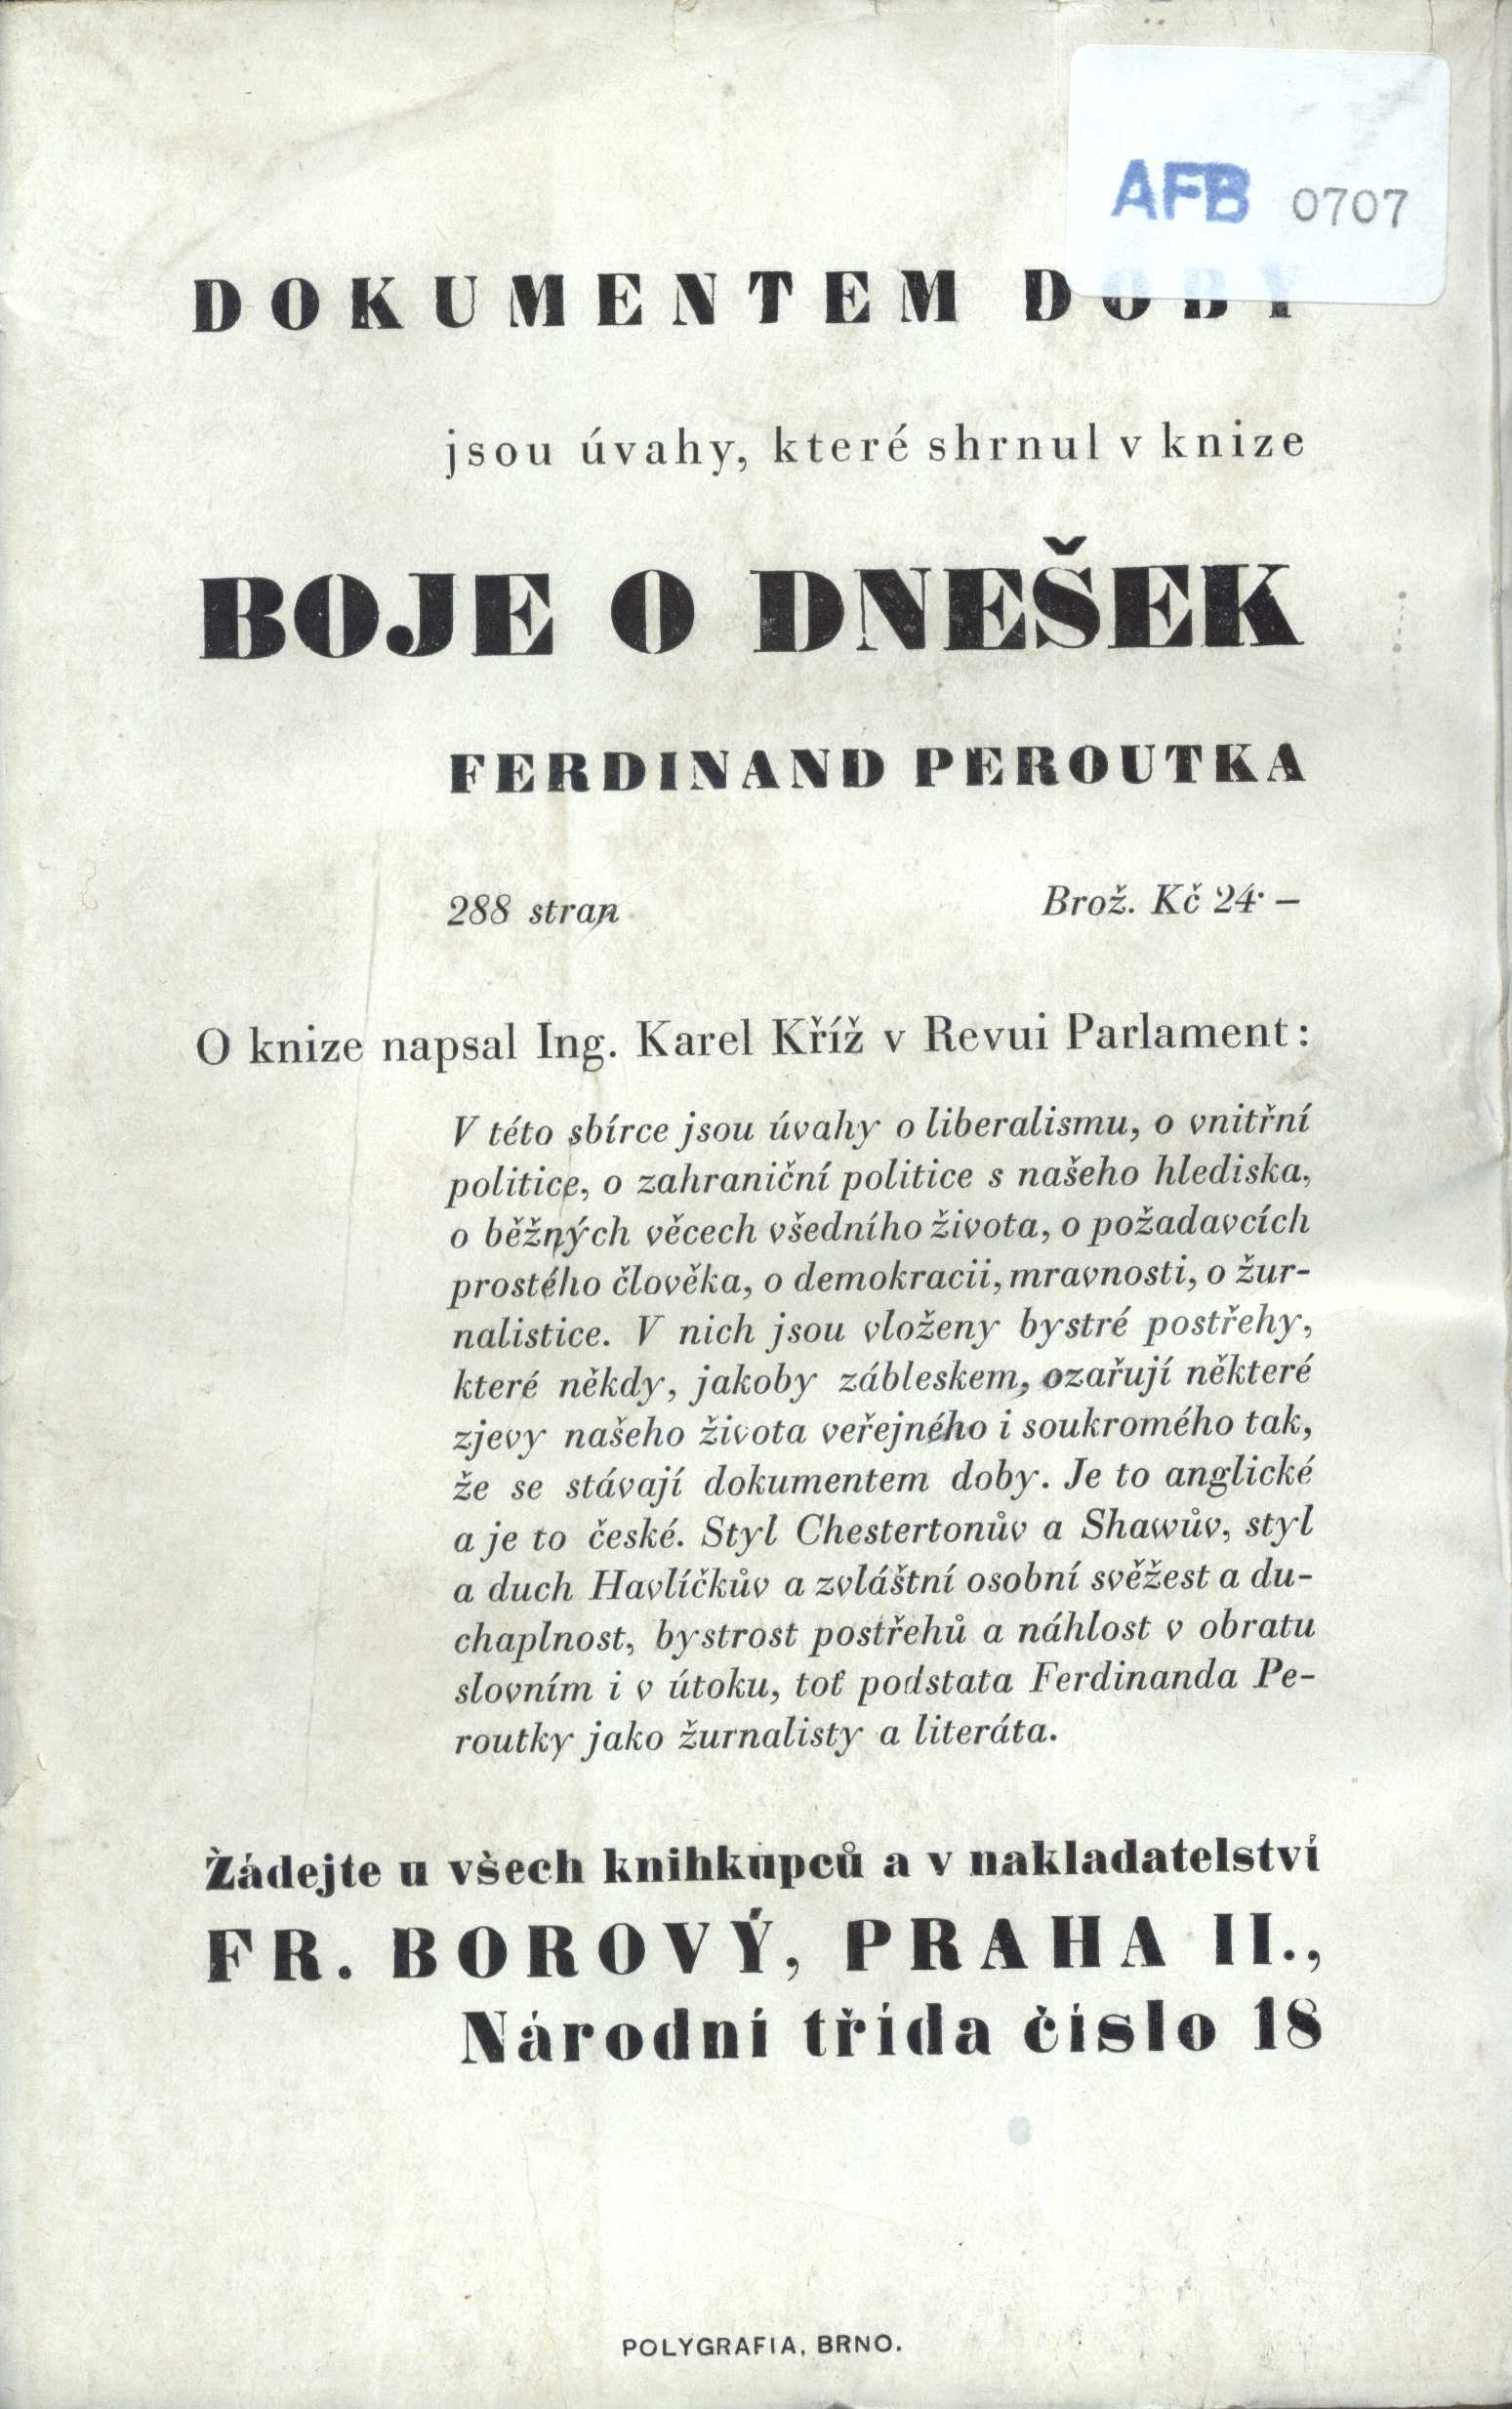 AFB 0707
DOKUMENTEM DOBY
jsou úvahy, které shrnul v knize
BOJE O DNEŠEK
FERDINAND PEROUTKA
288 stran Brož. Kč 24·–
O knize napsal Ing. Karel Kříž v Revui Parlament:
V této sbírce jsou úvahy o liberalismu, o vnitřní
politice, o zahraniční politice s našeho hlediska,
o běžných věcech všedního života, o požadavcích
prostého člověka, o demokracii, mravnosti, o žur-
nalistice. V nich jsou vloženy bystré postřehy,
které někdy, jakoby zábleskem, ozařují některé
zjevy našeho života veřejného i soukromého tak,
že se stávají dokumentem doby. Je to anglické
a je to české. Styl Chestertonův a Shawův, styl
a duch Havlíčkův a zvláštní osobní svěžest a du-
chaplnost, bystrost postřehů a náhlost v obratu
slovním i v útoku, toť podstata Ferdinanda Pe-
routky jako žurnalisty a literáta.
Žádejte u všech knihkupců a v nakladatelství
FR. BOROVÝ, PRAHA II.,
Národní třída číslo 18
POLYGRAFIA, BRNO.